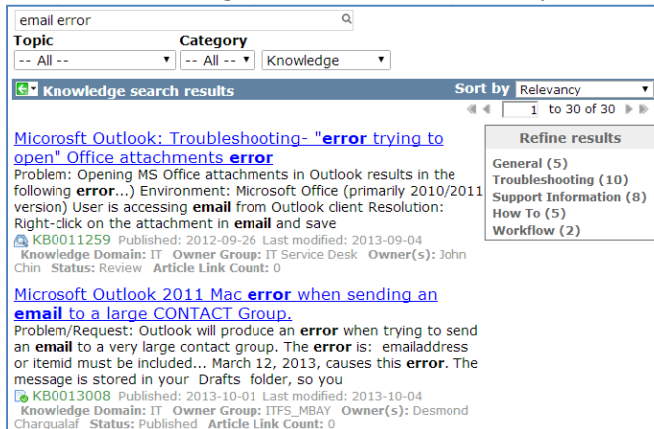 email error
Topic Category
-- All -- -- All -- Knowledge
Knowledge search results Sort by Relevancy
1 to 30 of 30
Micorosft Outlook: Troubleshooting- "error trying to
open" Office attachments error
Problem: Opening MS Office attachments in Outlook results in the
following error...) Environment: Microsoft Office (primarily 2010/2011
version) User is accessing email from Outlook client Resolution:
Right-click on the attachment in email and save
KB0011259 Published: 2012-09-26 Last modified: 2013-09-04
Knowledge Domain: IT Owner Group: IT Service Desk Owner(s): John
Chin Status: Review Article Link Count: 0
Refine results
General (5)
Troubleshooting (10)
Support Information (8)
How To (5)
Workflow (2)
Microsoft Outlook 2011 Mac error when sending an
email to a large CONTACT Group.
Problem/Request: Outlook will produce an error when trying to send
an email to a very large contact group. The error is: emailaddress
or itemid must be included... March 12, 2013, causes this error. The
message is stored in your Drafts folder, so you
KB0013008 Published: 2013-10-01 Last modified: 2013-10-04
Knowledge Domain: IT Owner Group: ITFS_MBAY Owner(s): Desmond
Charqualaf Status: Published Article Link Count: 0